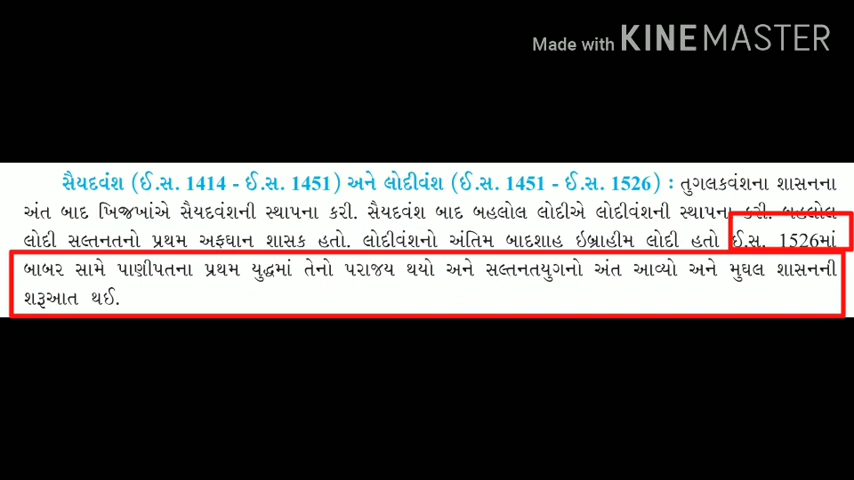 Made with KINEMASTER
સૈયદવંશ (ઈ.સ. 1414 - ઈ.સ. 1451) અને લોદીવંશ (ઈ.સ. 1451 - ઈ.સ. 1526) : તુગલકવંશના શાસનના
અંત બાદ ખિજ્રખાંએ સૈયદવંશની સ્થાપના કરી. સૈયદવંશ બાદ બહલોલ લોદીએ લોદીવંશની સ્થાપના કરી. બહલોલ
લોદી સલ્તનતનો પ્રથમ અફઘાન શાસક હતો. લોદીવંશનો અંતિમ બાદશાહ ઇબ્રાહીમ લોદી હતો ઈ.સ. 1526માં
બાબર સામે પાણીપતના પ્રથમ યુદ્ધમાં તેનો પરાજય થયો અને સલ્તનતયુગનો અંત આવ્યો અને મુઘલ શાસનની
શરૂઆત થઈ.